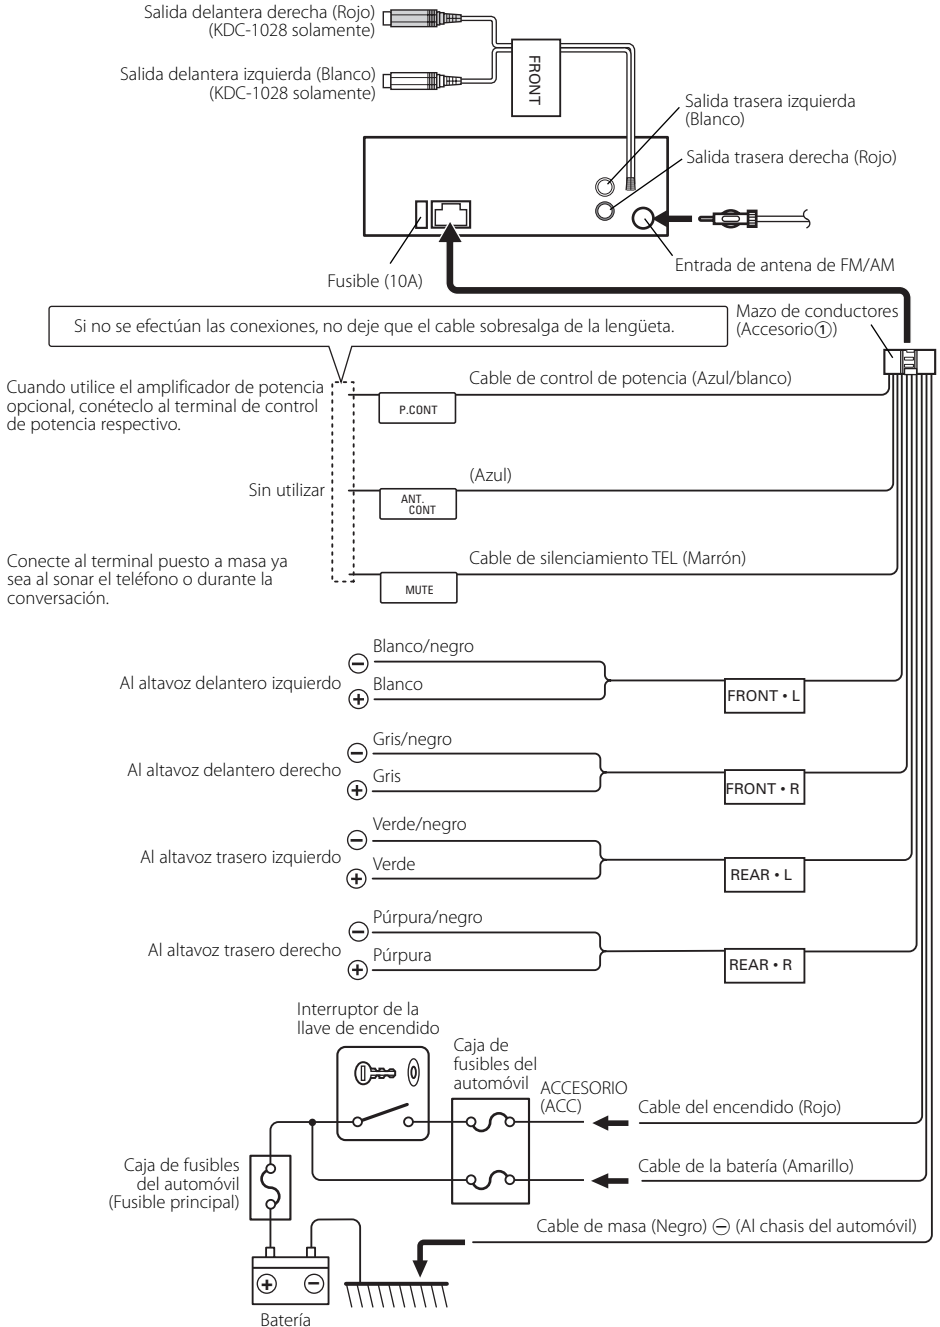 Salida delantera derecha (Rojo)
(KDC-1028 solamente)
Salida delantera izquierda (Blanco)
(KDC-1028 solamente)
FRONT
Salida trasera izquierda
(Blanco)
Salida trasera derecha (Rojo)
Entrada de antena de FM/AM
Fusible (10A)
Mazo de conductores
(Accesorio①)
Si no se efectúan las conexiones, no deje que el cable sobresalga de la lengüeta.
Cuando utilice el amplificador de potencia
opcional, conéteclo al terminal de control
de potencia respectivo.
Cable de control de potencia (Azul/blanco)
P.CONT
Sin utilizar
(Azul)
ANT.
CONT
Conecte al terminal puesto a masa ya
sea al sonar el teléfono o durante la
conversación.
Cable de silenciamiento TEL (Marrón)
MUTE
Al altavoz delantero izquierdo
⊖ Blanco/negro
⊕ Blanco
FRONT • L
Al altavoz delantero derecho
⊖ Gris/negro
⊕ Gris
FRONT • R
Al altavoz trasero izquierdo
⊖ Verde/negro
⊕ Verde
REAR • L
Al altavoz trasero derecho
⊖ Púrpura/negro
⊕ Púrpura
REAR • R
Interruptor de la
llave de encendido
Caja de
fusibles del
automóvil
ACCESORIO
(ACC)
Cable del encendido (Rojo)
Caja de fusibles
del automóvil
(Fusible principal)
Cable de la batería (Amarillo)
Cable de masa (Negro) ⊖ (Al chasis del automóvil)
⊕ ⊖
Batería